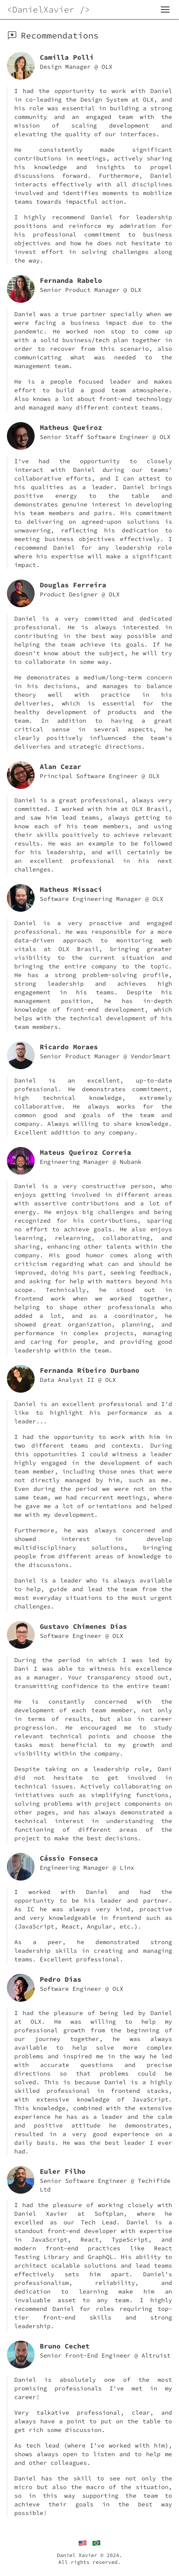 <DanielXavier />
Recommendations
Camilla Polli
Design Manager @ OLX
I had the opportunity to work with Daniel
in co-leading the Design System at OLX, and
his role was essential in building a strong
community and an engaged team with the
mission of scaling development and
elevating the quality of our interfaces.
He consistently made significant
contributions in meetings, actively sharing
his knowledge and insights to propel
discussions forward. Furthermore, Daniel
interacts effectively with all disciplines
involved and identifies moments to mobilize
teams towards impactful action.
I highly recommend Daniel for leadership
positions and reinforce my admiration for
his professional commitment to business
objectives and how he does not hesitate to
invest effort in solving challenges along
the way.
Fernanda Rabelo
Senior Product Manager @ OLX
Daniel was a true partner specially when we
were facing a business impact due to the
pandemic. He worked non stop to come up
with a solid business/tech plan together in
order to recover from this scenario, also
communicating what was needed to the
management team.
He is a people focused leader and makes
effort to build a good team atmosphere.
Also knows a lot about front-end technology
and managed many different context teams.
Matheus Queiroz
Senior Staff Software Engineer @ OLX
I've had the opportunity to closely
interact with Daniel during our teams'
collaborative efforts, and I can attest to
his qualities as a leader. Daniel brings
positive energy to the table and
demonstrates genuine interest in developing
his team members and pairs. His commitment
to delivering on agreed-upon solutions is
unwavering, reflecting his dedication to
meeting business objectives effectively. I
recommend Daniel for any leadership role
where his expertise will make a significant
impact.
Douglas Ferreira
Product Designer @ OLX
Daniel is a very committed and dedicated
professional. He is always interested in
contributing in the best way possible and
helping the team achieve its goals. If he
doesn't know about the subject, he will try
to collaborate in some way.
He demonstrates a medium/long-term concern
in his decisions, and manages to balance
theory well with practice in his
deliveries, which is essential for the
healthy development of products and the
team. In addition to having a great
critical sense in several aspects, he
clearly positively influenced the team's
deliveries and strategic directions.
Alan Cezar
Principal Software Engineer @ OLX
Daniel is a great professional, always very
committed. I worked with him at OLX Brasil,
and saw him lead teams, always getting to
know each of his team members, and using
their skills positively to achieve relevant
results. He was an example to be followed
for his leadership, and will certainly be
an excellent professional in his next
challenges.
Matheus Missaci
Software Engineering Manager @ OLX
Daniel is a very proactive and engaged
professional. He was responsible for a more
data-driven approach to monitoring web
vitals at OLX Brasil, bringing greater
visibility to the current situation and
bringing the entire company to the topic.
He has a strong problem-solving profile,
strong leadership and achieves high
engagement in his teams. Despite his
management position, he has in-depth
knowledge of front-end development, which
helps with the technical development of his
team members.
Ricardo Moraes
Senior Product Manager @ VendorSmart
Daniel is an excellent, up-to-date
professional. He demonstrates commitment,
high technical knowledge, extremely
collaborative. He always works for the
common good and goals of the team and
company. Always willing to share knowledge.
Excellent addition to any company.
Mateus Queiroz Correia
Engineering Manager @ Nubank
Daniel is a very constructive person, who
enjoys getting involved in different areas
with assertive contributions and a lot of
energy. He enjoys big challenges and being
recognized for his contributions, sparing
no effort to achieve goals. He also enjoys
learning, relearning, collaborating, and
sharing, enhancing other talents within the
company. His good humor comes along with
criticism regarding what can and should be
improved, doing his part, seeking feedback,
and asking for help with matters beyond his
scope. Technically, he stood out in
frontend work when we worked together,
helping to shape other professionals who
added a lot, and as a coordinator, he
showed great organization, planning, and
performance in complex projects, managing
and caring for people, and providing good
leadership within the team.
Fernanda Ribeiro Durbano
Data Analyst II @ OLX
Daniel is an excellent professional and I'd
like to highlight his performance as a
leader...
I had the opportunity to work with him in
two different teams and contexts. During
this opportunities I could witness a leader
highly engaged in the development of each
team member, including those ones that were
not directly managed by him, such as me.
Even during the period we were not on the
same team, we had recurrent meetings, where
he gave me a lot of orientations and helped
me with my development.
Furthermore, he was always concerned and
showed interest in develop
multidisciplinary solutions, bringing
people from different areas of knowledge to
the discussions.
Daniel is a leader who is always available
to help, guide and lead the team from the
most everyday situations to the most urgent
challenges.
Gustavo Chimenes Dias
Software Engineer @ OLX
During the period in which I was led by
Dani I was able to witness his excellence
as a manager. Your transparency stood out,
transmitting confidence to the entire team!
He is constantly concerned with the
development of each team member, not only
in terms of results, but also in career
progression. He encouraged me to study
relevant technical points and choose the
tasks most beneficial to my growth and
visibility within the company.
Despite taking on a leadership role, Dani
did not hesitate to get involved in
technical issues. Actively collaborating on
initiatives such as simplifying functions,
solving problems with project components on
other pages, and has always demonstrated a
technical interest in understanding the
functioning of different areas of the
project to make the best decisions.
Cássio Fonseca
Engineering Manager @ Linx
I worked with Daniel and had the
opportunity to be his leader and partner.
As IC he was always very kind, proactive
and very knowledgeable in frontend such as
(JavaScript, React, Angular, etc.).
As a peer, he demonstrated strong
leadership skills in creating and managing
teams. Excellent professional.
Pedro Dias
Software Engineer @ OLX
I had the pleasure of being led by Daniel
at OLX. He was willing to help my
professional growth from the beginning of
our journey together, he was always
available to help solve more complex
problems and inspired me in the way he led
with accurate questions and precise
directions so that problems could be
solved. This is because Daniel is a highly
skilled professional in frontend stacks,
with extensive knowledge of JavaScript.
This knowledge, combined with the extensive
experience he has as a leader and the calm
and positive attitude he demonstrates,
resulted in a very good experience on a
daily basis. He was the best leader I ever
had.
Euler Filho
Senior Software Engineer @ Techifide
Ltd
I had the pleasure of working closely with
Daniel Xavier at Softplan, where he
excelled as our Tech Lead. Daniel is a
standout front-end developer with expertise
in JavaScript, React, TypeScript, and
modern front-end practices like React
Testing Library and GraphQL. His ability to
architect scalable solutions and lead teams
effectively sets him apart. Daniel's
professionalism, reliability, and
dedication to learning make him an
invaluable asset to any team. I highly
recommend Daniel for roles requiring top-
tier front-end skills and strong
leadership.
Bruno Cechet
Senior Front-End Engineer @ Altruist
Daniel is absolutely one of the most
promising professionals I've met in my
career!
Very talkative professional, clear, and
always have a point to put on the table to
get rich some discussion.
As tech lead (where I've worked with him),
shows always open to listen and to help me
and other colleagues.
Daniel has the skill to see not only the
micro but also the macro of the situation,
so in this way supporting the team to
achieve their goals in the best way
possible!
Daniel Xavier © 2024.
All rights reserved.